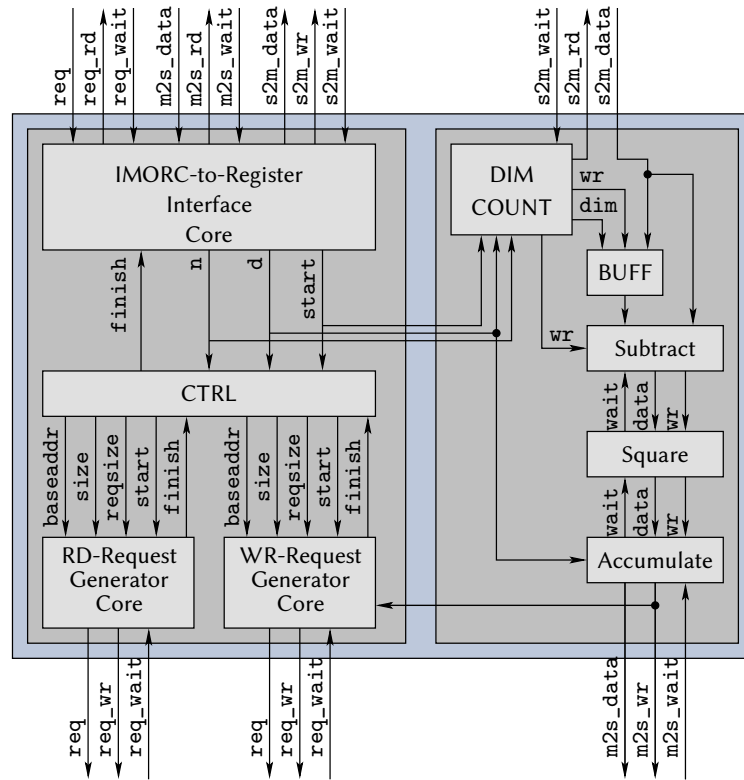 req
req_rd
req_wait
m2s_data
m2s_rd
m2s_wait
s2m_data
s2m_wr
s2m_wait
s2m_wait
s2m_rd
s2m_data
IMORC-to-Register
Interface
Core
DIM
COUNT
wr
dim
BUFF
finish
n
d
start
wr
Subtract
CTRL
wait
data
wr
baseaddr
size
reqsize
start
finish
baseaddr
size
reqsize
start
finish
Square
wait
data
wr
RD-Request
Generator
Core
WR-Request
Generator
Core
Accumulate
req
req_wr
req_wait
req
req_wr
req_wait
m2s_data
m2s_wr
m2s_wait